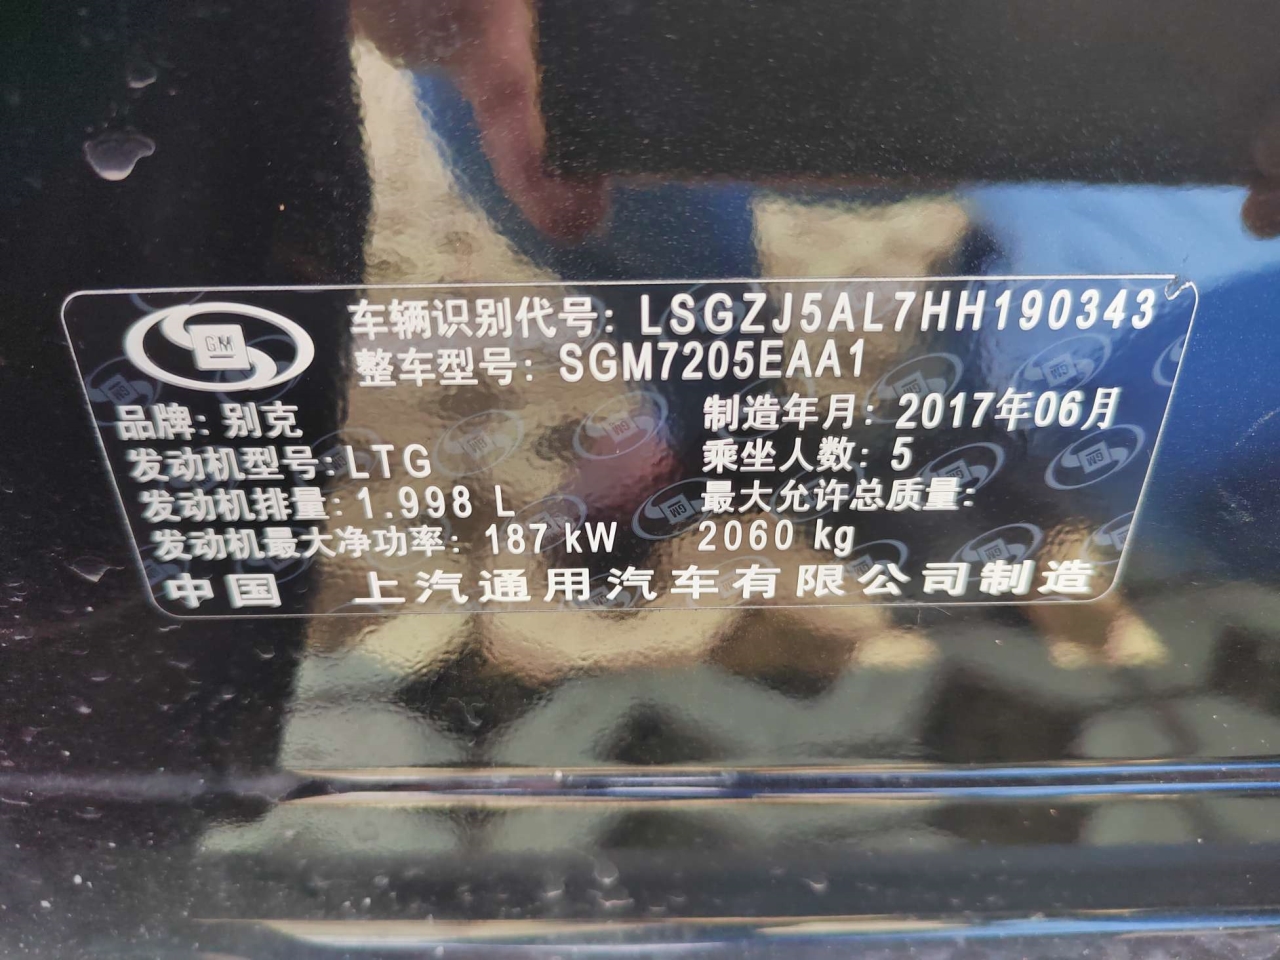 GM
车辆识别代号: LSGZJ5AL7HH190343
整车型号: SGM7205EAA1
品牌: 别克 制造年月: 2017年06月
发动机型号: LTG 乘坐人数: 5
发动机排量: 1.998 L 最大允许总质量:
发动机最大净功率: 187 kW 2060 kg
中国 上汽通用汽车有限公司制造